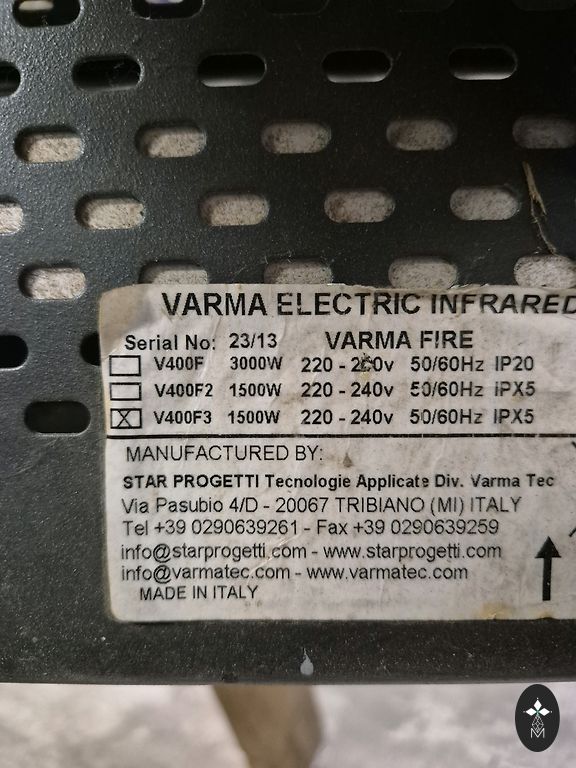 VARMA ELECTRIC INFRARED
Serial No: 23/13 VARMA FIRE
V400F 3000W 220 - 240v 50/60Hz IP20
V400F2 1500W 220 - 240v 50/60Hz IPX5
X V400F3 1500W 220 - 240v 50/60Hz IPX5
MANUFACTURED BY:
STAR PROGETTI Tecnologie Applicate Div. Varma Tec
Via Pasubio 4/D - 20067 TRIBIANO (MI) ITALY
Tel +39 0290639261 - Fax +39 0290639259
info@starprogetti.com - www.starprogetti.com
info@varmatec.com - www.varmatec.com
MADE IN ITALY
M